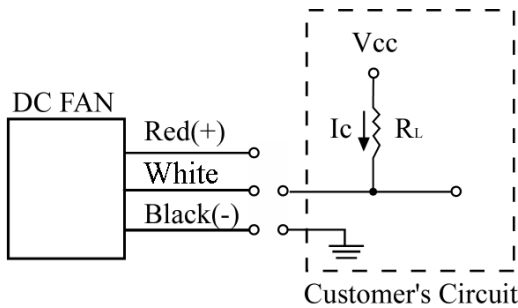 Vcc
DC FAN
Red(+)
Ic
RL
White
Black(-)
Customer's Circuit